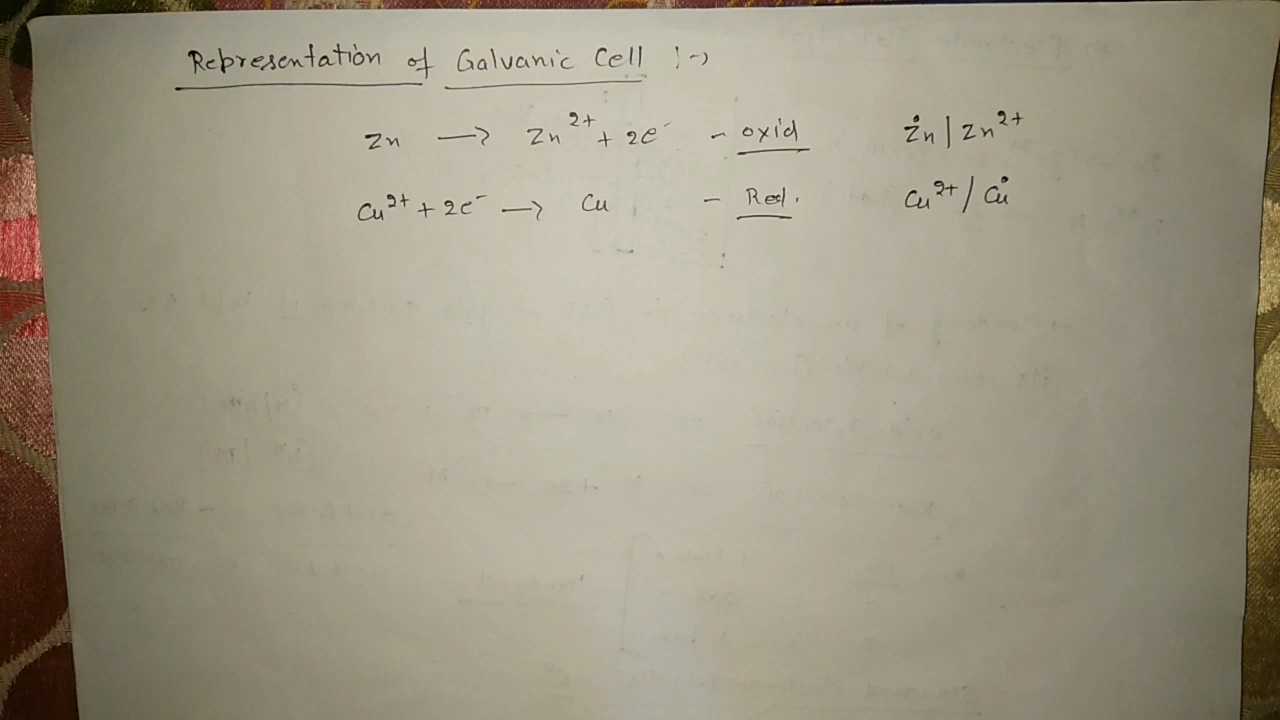 Representation of Galvanic Cell :->
Zn → Zn²⁺ + 2e⁻ - oxid Zn° | Zn²⁺
Cu²⁺ + 2e⁻ → Cu - Red. Cu²⁺ / Cu°